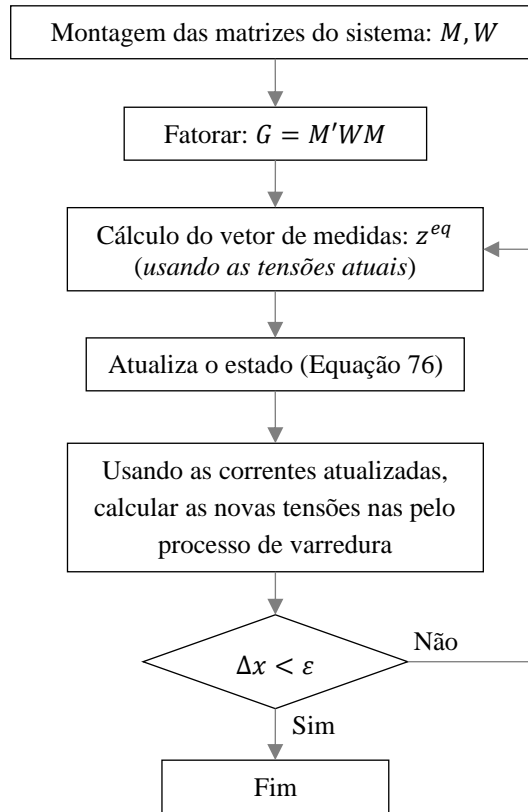 Montagem das matrizes do sistema: M, W
Fatorar: G = M'WM
Cálculo do vetor de medidas: z^eq
(usando as tensões atuais)
Atualiza o estado (Equação 76)
Usando as correntes atualizadas,
calcular as novas tensões nas pelo
processo de varredura
Não
Δx < ε
Sim
Fim